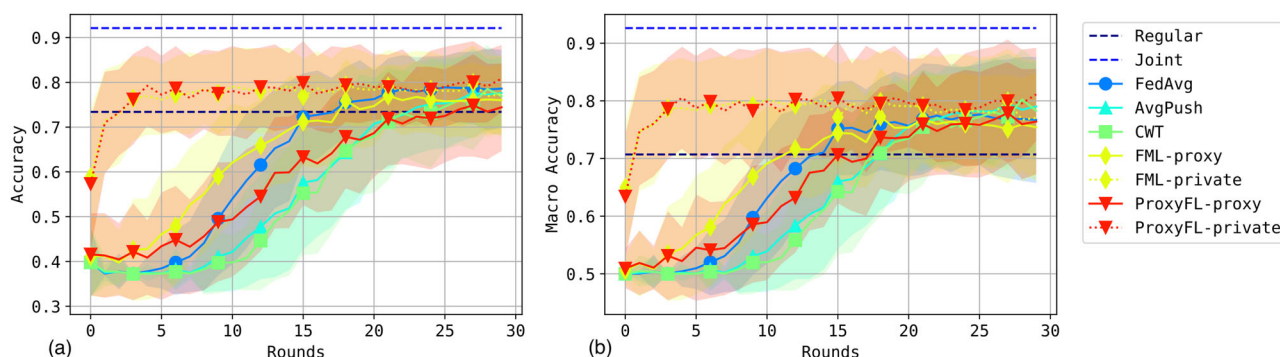 Accuracy
0.9
0.8
0.7
0.6
0.5
0.4
0.3
0 5 10 15 20 25 30
Rounds
(a)
Macro Accuracy
0.9
0.8
0.7
0.6
0.5
0 5 10 15 20 25 30
Rounds
(b)
Regular
Joint
FedAvg
AvgPush
CWT
FML-proxy
FML-private
ProxyFL-proxy
ProxyFL-private